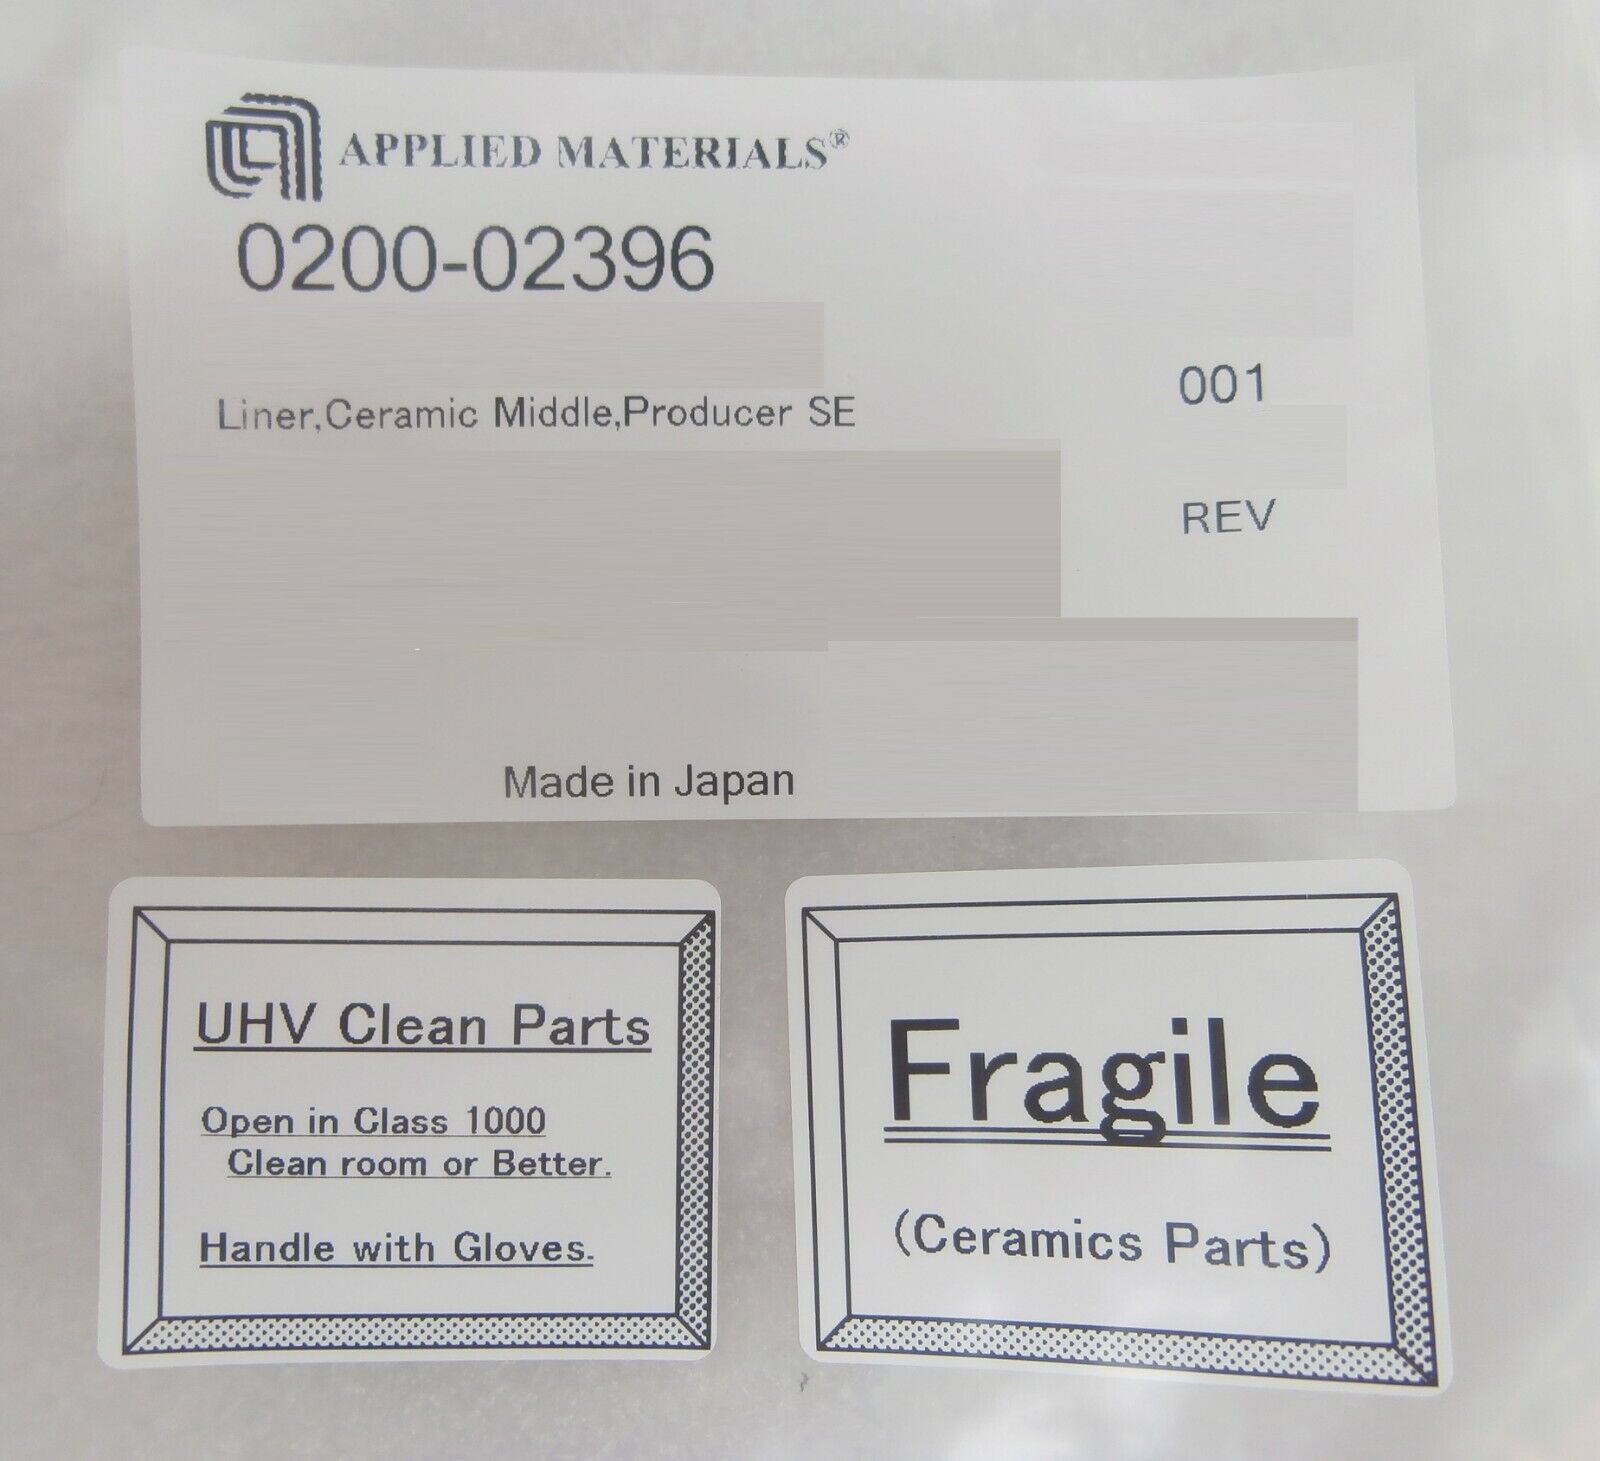 APPLIED MATERIALS®
0200-02396
Liner,Ceramic Middle,Producer SE
001
REV
Made in Japan
UHV Clean Parts
Open in Class 1000
Clean room or Better.
Handle with Gloves.
Fragile
(Ceramics Parts)